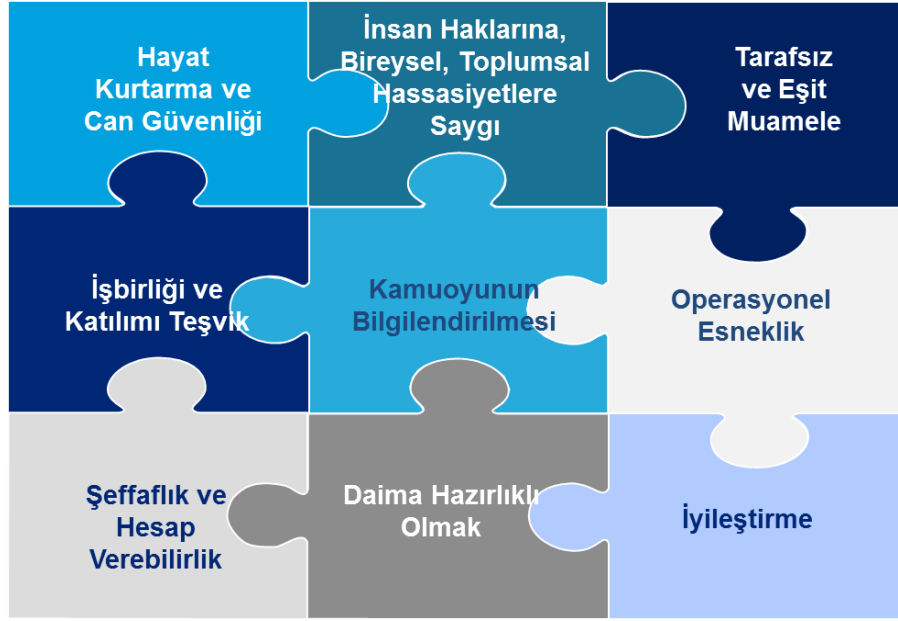 Hayat
Kurtarma ve
Can Güvenliği
İnsan Haklarına,
Bireysel, Toplumsal
Hassasiyetlere
Saygı
Tarafsız
ve Eşit
Muamele
İşbirliği ve
Katılımı Teşvik
Kamuoyunun
Bilgilendirilmesi
Operasyonel
Esneklik
Şeffaflık ve
Hesap
Verebilirlik
Daima Hazırlıklı
Olmak
İyileştirme